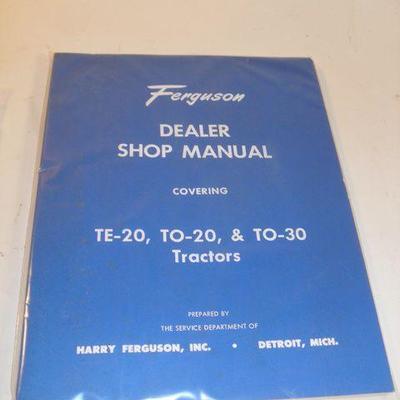 Ferguson
DEALER
SHOP MANUAL
COVERING
TE-20, TO-20, & TO-30
Tractors
PREPARED BY
THE SERVICE DEPARTMENT OF
HARRY FERGUSON, INC. • DETROIT, MICH.